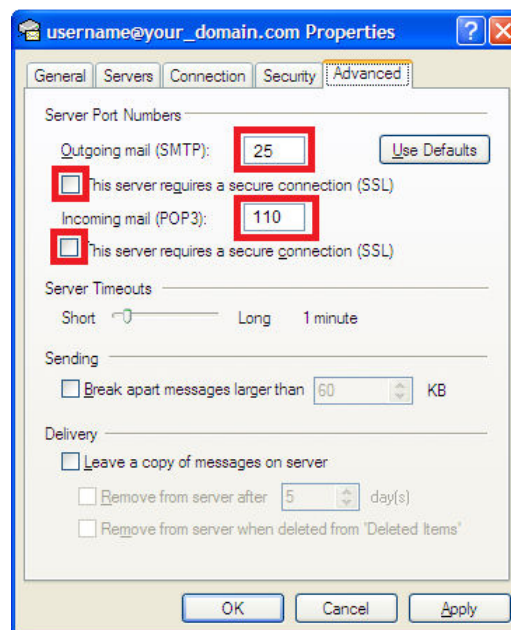 username@your_domain.com Properties
General Servers Connection Security Advanced
Server Port Numbers
Outgoing mail (SMTP): 25 Use Defaults
This server requires a secure connection (SSL)
Incoming mail (POP3): 110
This server requires a secure connection (SSL)
Server Timeouts
Short Long 1 minute
Sending
Break apart messages larger than 60 KB
Delivery
Leave a copy of messages on server
Remove from server after 5 day(s)
Remove from server when deleted from 'Deleted Items'
OK Cancel Apply